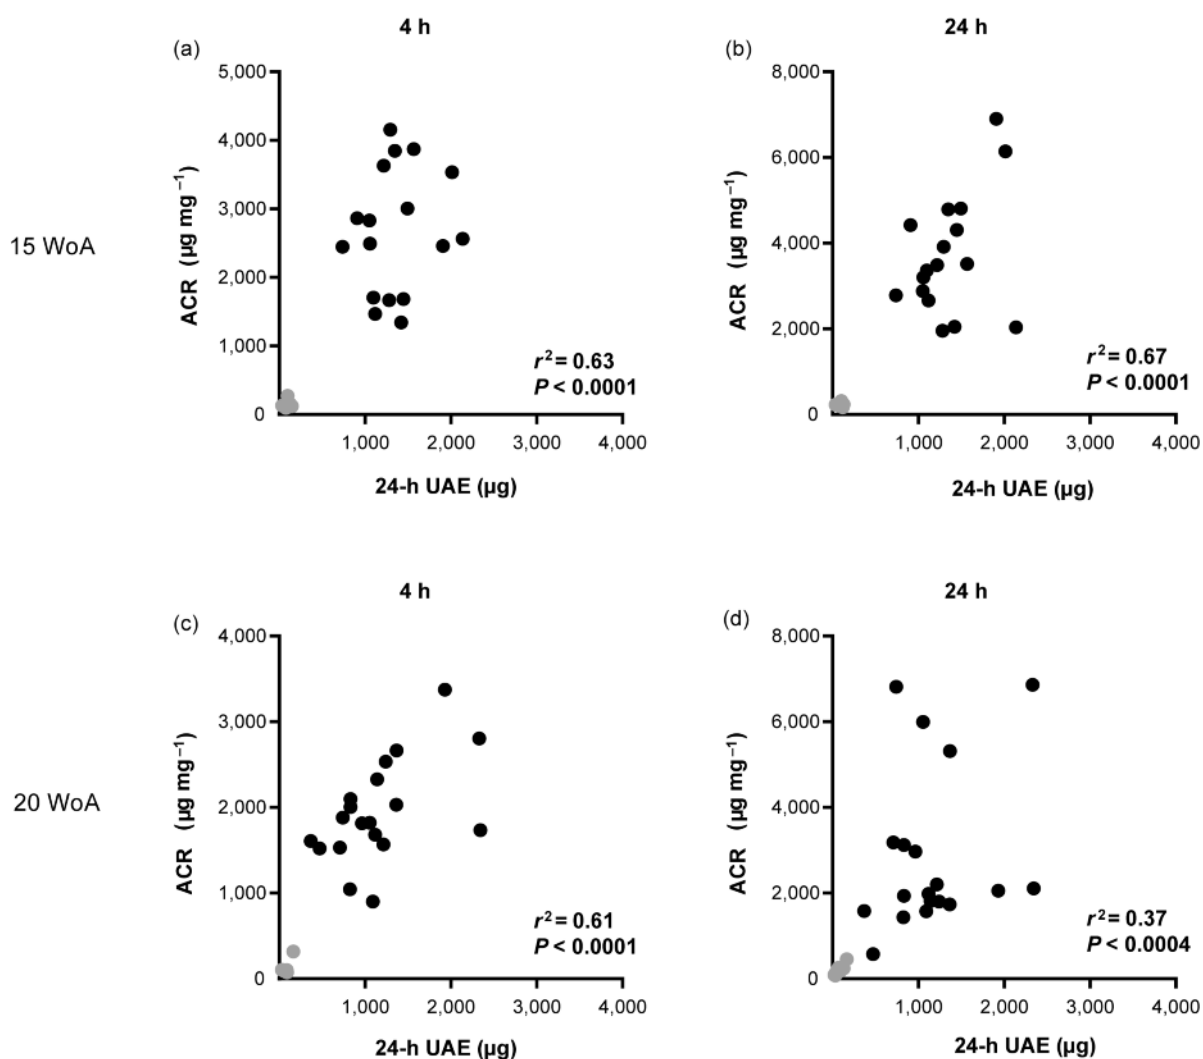 4 h
24 h
(a)
(b)
5,000
4,000
3,000
2,000
1,000
0
ACR (µg mg⁻¹)
15 WoA
r² = 0.63
P < 0.0001
1,000 2,000 3,000 4,000
24-h UAE (µg)
8,000
6,000
4,000
2,000
0
ACR (µg mg⁻¹)
r² = 0.67
P < 0.0001
1,000 2,000 3,000 4,000
24-h UAE (µg)
4 h
24 h
(c)
(d)
4,000
3,000
2,000
1,000
0
ACR (µg mg⁻¹)
20 WoA
r² = 0.61
P < 0.0001
1,000 2,000 3,000 4,000
24-h UAE (µg)
8,000
6,000
4,000
2,000
0
ACR (µg mg⁻¹)
r² = 0.37
P < 0.0004
1,000 2,000 3,000 4,000
24-h UAE (µg)